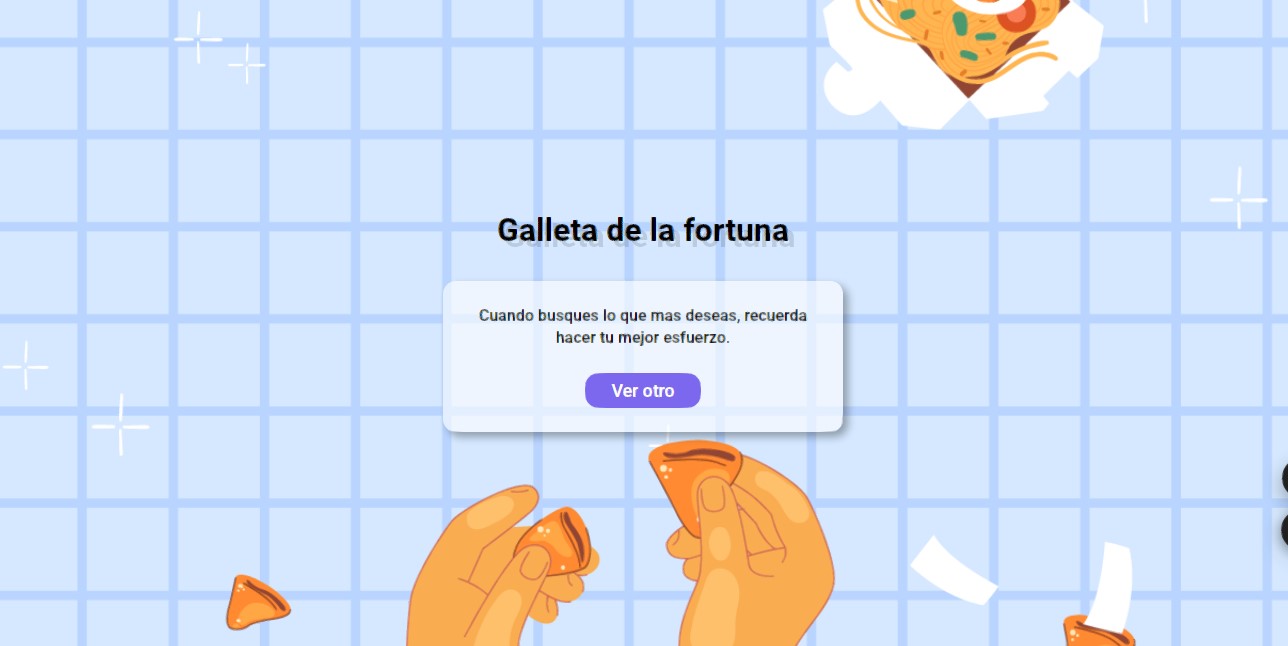 Galleta de la fortuna
Cuando busques lo que mas deseas, recuerda
hacer tu mejor esfuerzo.
Ver otro